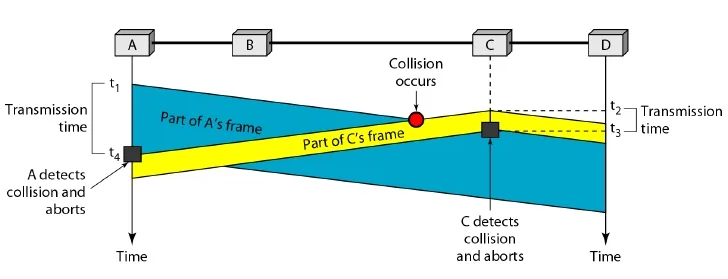 A
B
C
D
Collision
occurs
t1
t2
Transmission
time
Part of A's frame
Transmission
time
t3
Part of C's frame
t4
A detects
collision and
aborts
C detects
collision
and aborts
Time
Time